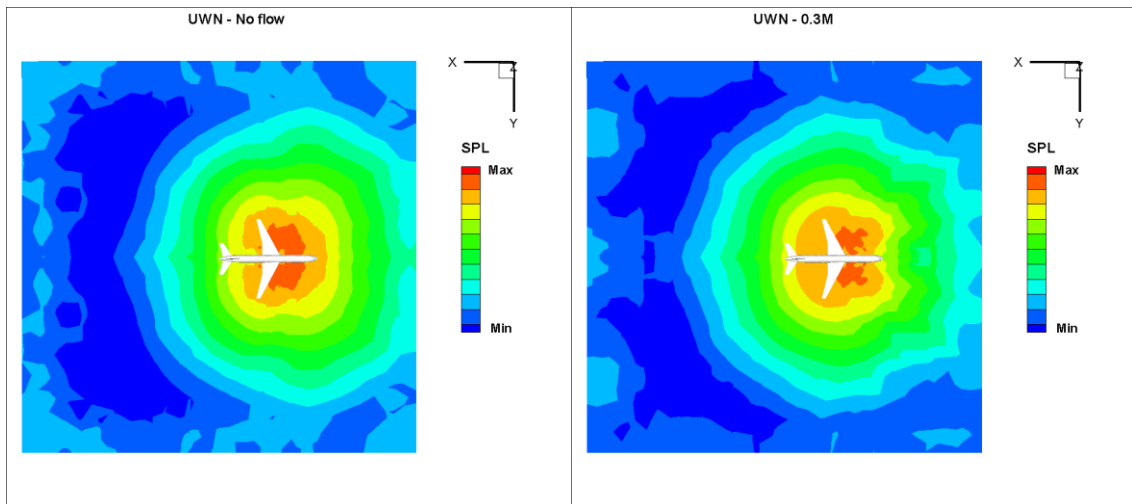 UWN - No flow
X
Z
Y
SPL
Max
Min
UWN - 0.3M
X
Z
Y
SPL
Max
Min